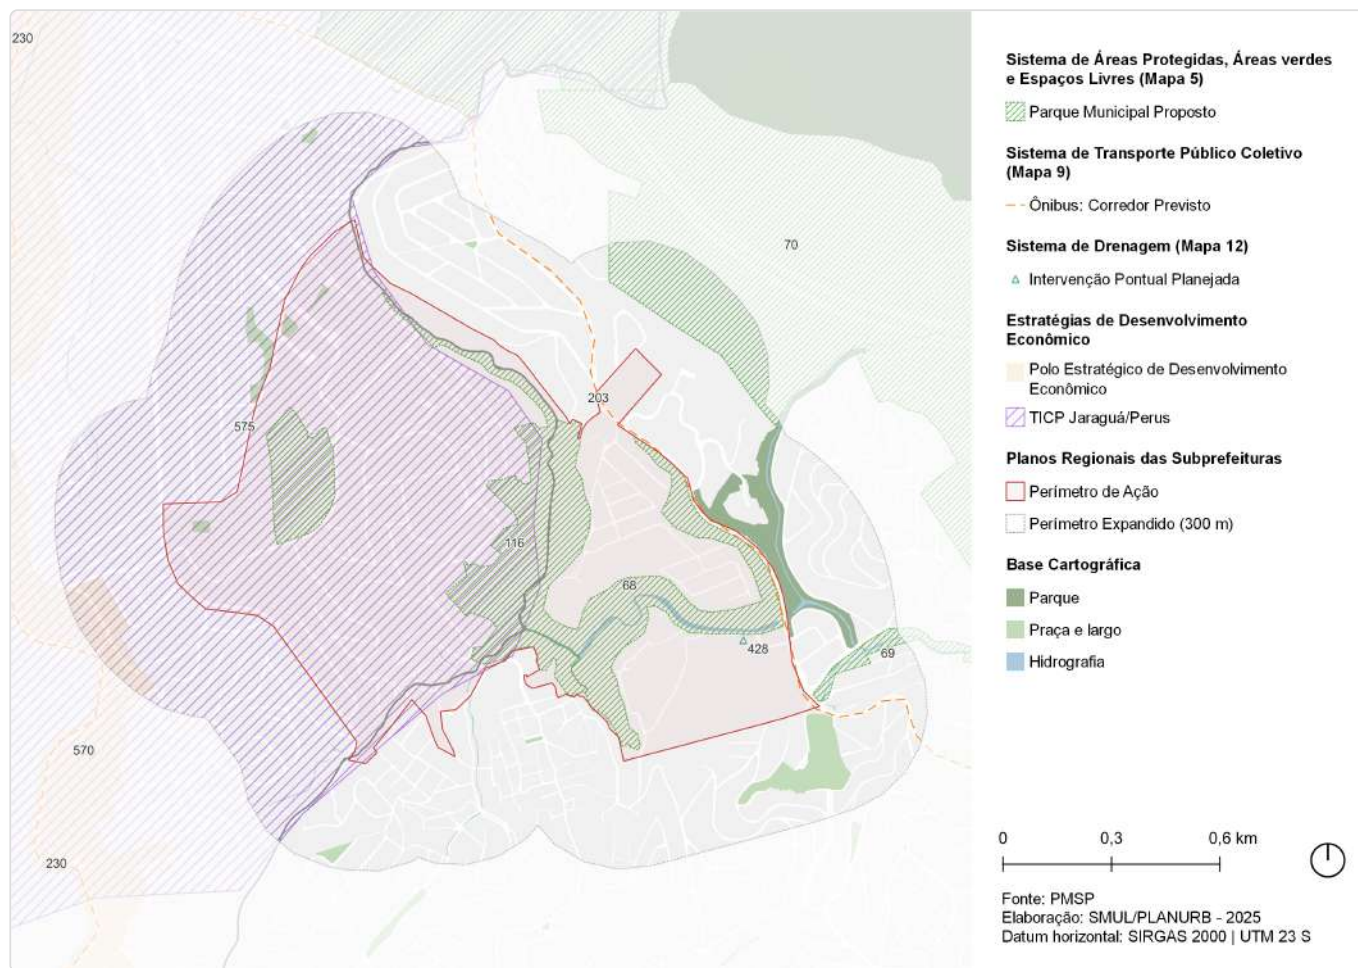 230
70
203
575
116
68
428
69
570
230
Sistema de Áreas Protegidas, Áreas verdes
e Espaços Livres (Mapa 5)
Parque Municipal Proposto
Sistema de Transporte Público Coletivo
(Mapa 9)
Ônibus: Corredor Previsto
Sistema de Drenagem (Mapa 12)
Intervenção Pontual Planejada
Estratégias de Desenvolvimento
Econômico
Polo Estratégico de Desenvolvimento
Econômico
TICP Jaraguá/Perus
Planos Regionais das Subprefeituras
Perímetro de Ação
Perímetro Expandido (300 m)
Base Cartográfica
Parque
Praça e largo
Hidrografia
0 0,3 0,6 km
Fonte: PMSP
Elaboração: SMUL/PLANURB - 2025
Datum horizontal: SIRGAS 2000 | UTM 23 S